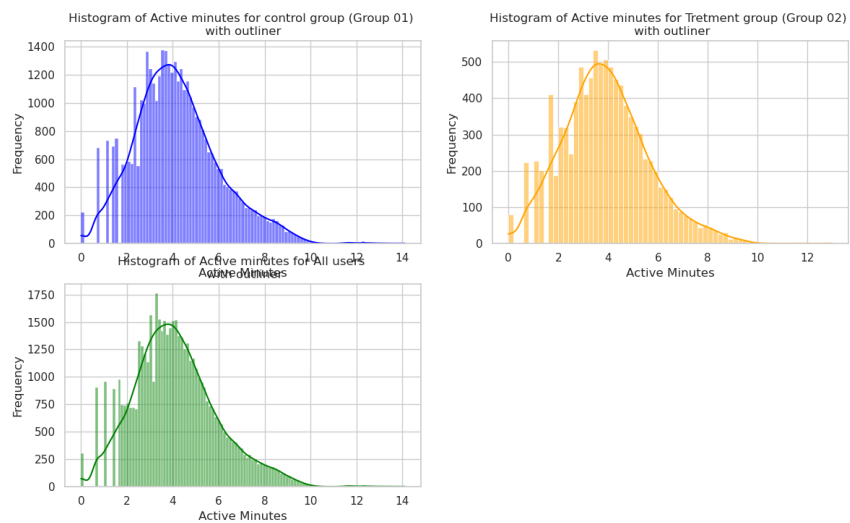 Histogram of Active minutes for control group (Group 01)
with outliner
1400
1200
1000
800
600
400
200
0
Frequency
0 2 4 6 8 10 12 14
Active Minutes
Histogram of Active minutes for Tretment group (Group 02)
with outliner
500
400
300
200
100
0
Frequency
0 2 4 6 8 10 12
Active Minutes
Histogram of Active minutes for All users
with outliner
1750
1500
1250
1000
750
500
250
0
Frequency
0 2 4 6 8 10 12 14
Active Minutes